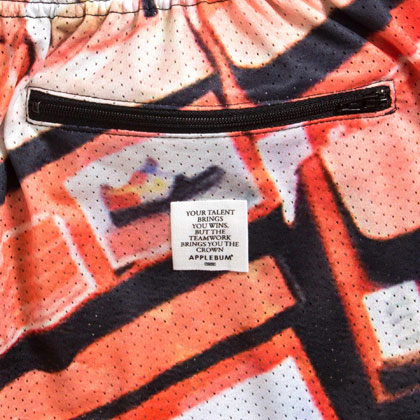 YOUR TALENT
BRINGS
YOU WINS,
BUT THE
TEAMWORK
BRINGS YOU THE
CROWN
APPLEBUM®